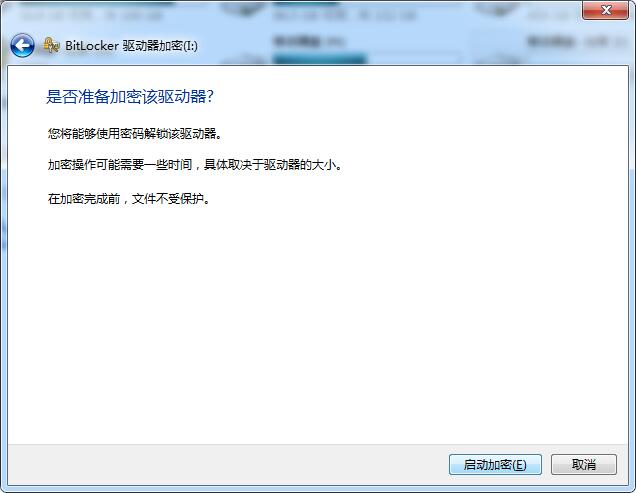 BitLocker 驱动器加密(I:)
是否准备加密该驱动器?
您将能够使用密码解锁该驱动器。
加密操作可能需要一些时间，具体取决于驱动器的大小。
在加密完成前，文件不受保护。
启动加密(E)
取消